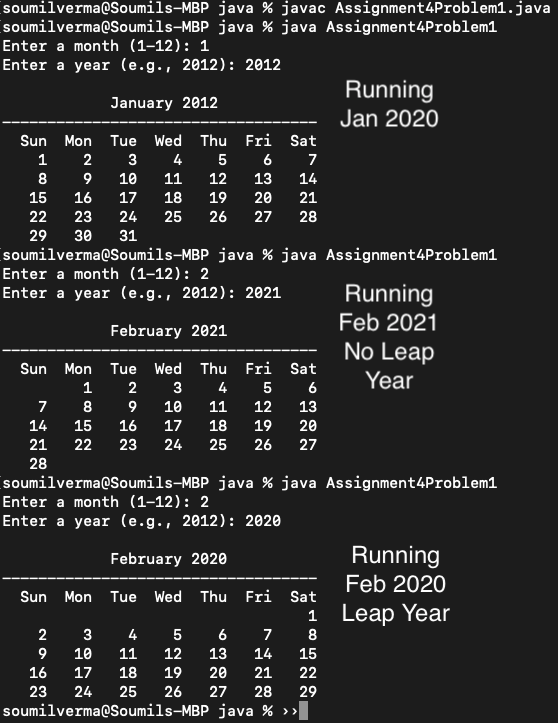 soumilverma@Soumils-MBP java % javac Assignment4Problem1.java
(soumilverma@Soumils-MBP java % java Assignment4Problem1
Enter a month (1-12): 1
Enter a year (e.g., 2012): 2012
January 2012
-----------------------------------
Sun Mon Tue Wed Thu Fri Sat
1 2 3 4 5 6 7
8 9 10 11 12 13 14
15 16 17 18 19 20 21
22 23 24 25 26 27 28
29 30 31
Running
Jan 2020
(soumilverma@Soumils-MBP java % java Assignment4Problem1
Enter a month (1-12): 2
Enter a year (e.g., 2012): 2021
February 2021
-----------------------------------
Sun Mon Tue Wed Thu Fri Sat
1 2 3 4 5 6
7 8 9 10 11 12 13
14 15 16 17 18 19 20
21 22 23 24 25 26 27
28
Running
Feb 2021
No Leap
Year
(soumilverma@Soumils-MBP java % java Assignment4Problem1
Enter a month (1-12): 2
Enter a year (e.g., 2012): 2020
February 2020
-----------------------------------
Sun Mon Tue Wed Thu Fri Sat
1
2 3 4 5 6 7 8
9 10 11 12 13 14 15
16 17 18 19 20 21 22
23 24 25 26 27 28 29
Running
Feb 2020
Leap Year
soumilverma@Soumils-MBP java % ››